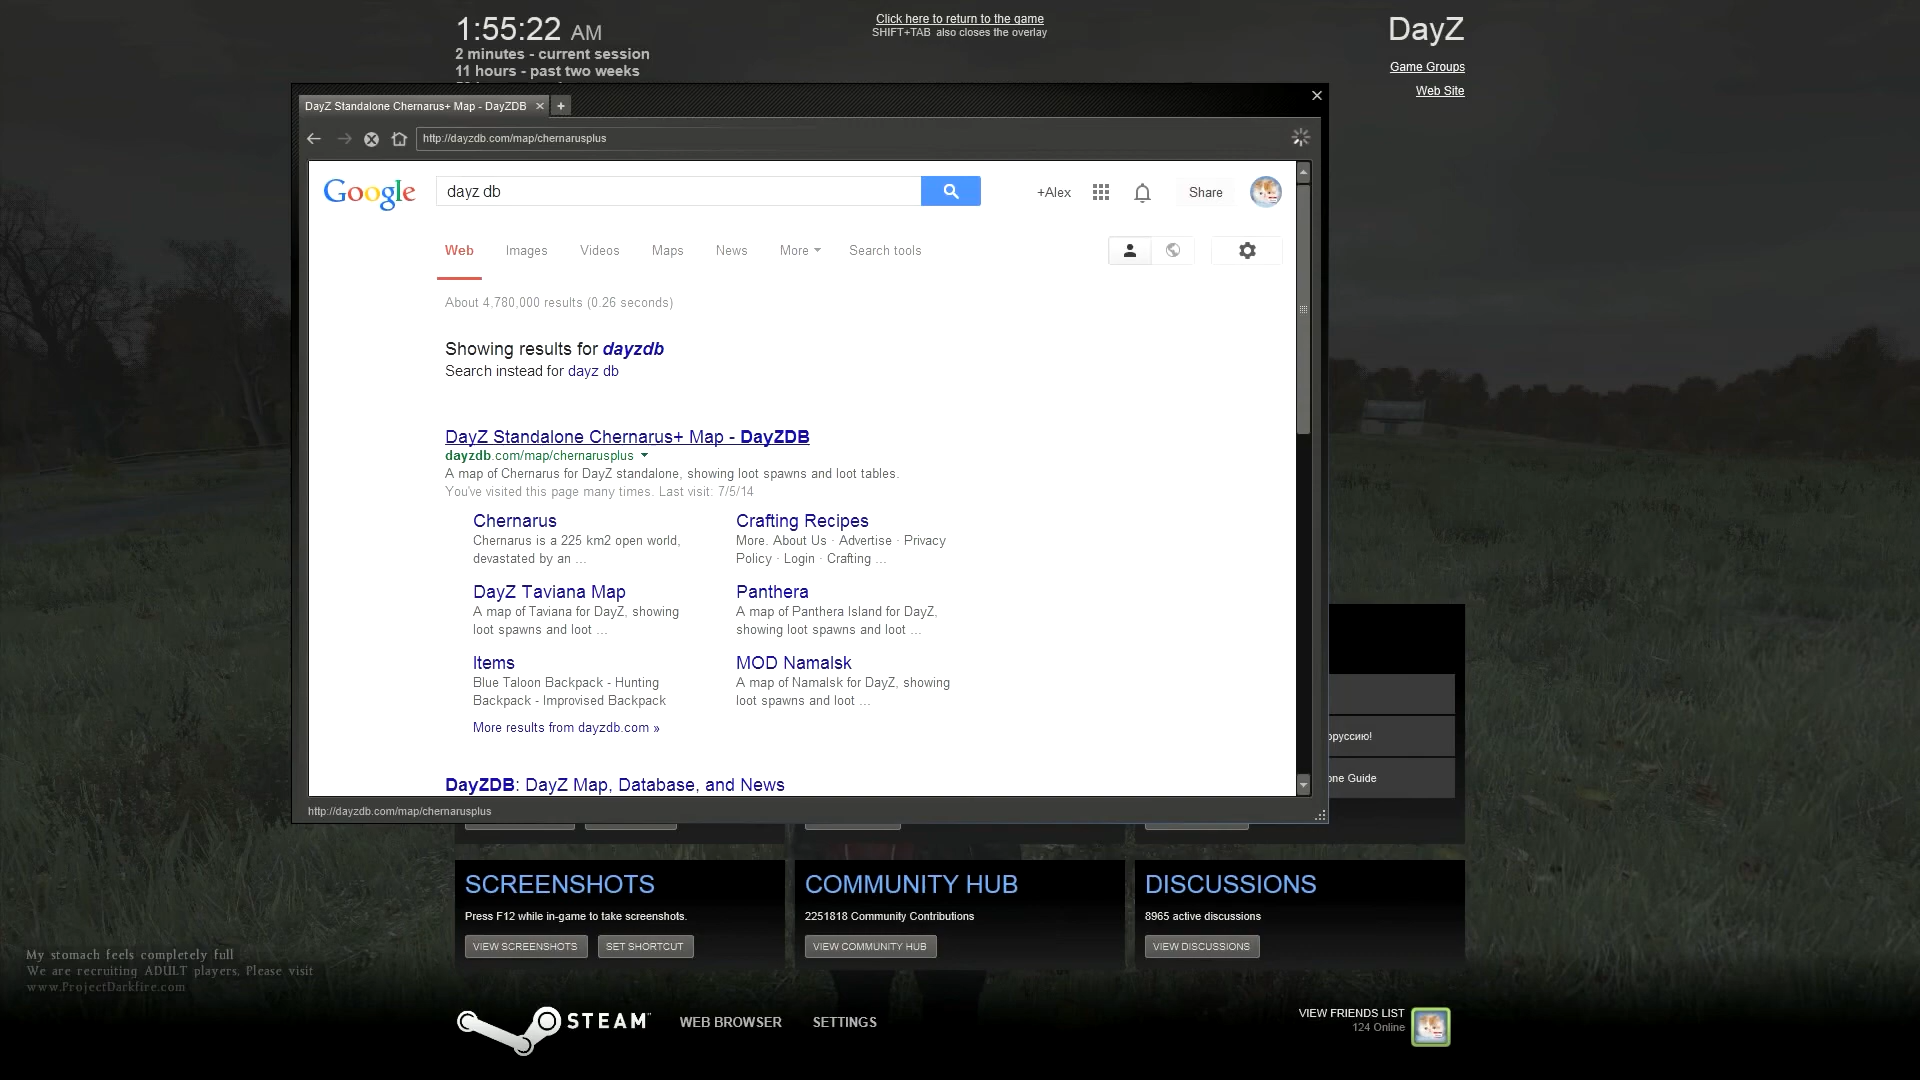 1:55:22 AM
2 minutes - current session
11 hours - past two weeks
Click here to return to the game
SHIFT+TAB also closes the overlay
DayZ
Game Groups
Web Site
DayZ Standalone Chernarus+ Map - DayZDB
http://dayzdb.com/map/chernarusplus
Google
dayz db
+Alex
Share
Web Images Videos Maps News More Search tools
About 4,780,000 results (0.26 seconds)
Showing results for dayzdb
Search instead for dayz db
DayZ Standalone Chernarus+ Map - DayZDB
dayzdb.com/map/chernarusplus
A map of Chernarus for DayZ standalone, showing loot spawns and loot tables.
You've visited this page many times. Last visit: 7/5/14
Chernarus
Chernarus is a 225 km2 open world,
devastated by an ...
Crafting Recipes
More. About Us · Advertise · Privacy
Policy · Login · Crafting ...
DayZ Taviana Map
A map of Taviana for DayZ, showing
loot spawns and loot ...
Panthera
A map of Panthera Island for DayZ,
showing loot spawns and loot ...
Items
Blue Taloon Backpack - Hunting
Backpack - Improvised Backpack
MOD Namalsk
A map of Namalsk for DayZ, showing
loot spawns and loot ...
More results from dayzdb.com »
DayZDB: DayZ Map, Database, and News
http://dayzdb.com/map/chernarusplus
оруссию!
one Guide
SCREENSHOTS
Press F12 while in-game to take screenshots.
VIEW SCREENSHOTS
SET SHORTCUT
COMMUNITY HUB
2251818 Community Contributions
VIEW COMMUNITY HUB
DISCUSSIONS
8965 active discussions
VIEW DISCUSSIONS
My stomach feels completely full
We are recruiting ADULT players, Please visit
www.ProjectDarkfire.com
STEAM
WEB BROWSER
SETTINGS
VIEW FRIENDS LIST
124 Online